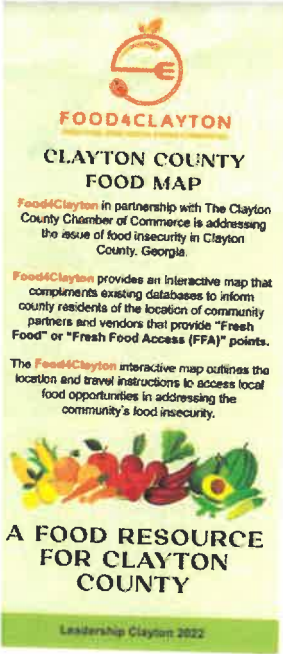 FOOD4CLAYTON
CLAYTON COUNTY
FOOD MAP
Food4Clayton in partnership with The Clayton
County Chamber of Commerce is addressing
the issue of food insecurity in Clayton
County, Georgia.
Food4Clayton provides an interactive map that
compliments existing databases to inform
county residents of the location of community
partners and vendors that provide "Fresh
Food" or "Fresh Food Access (FFA)" points.
The Food4Clayton interactive map outlines the
location and travel instructions to access local
food opportunities in addressing the
community's food insecurity.
A FOOD RESOURCE
FOR CLAYTON
COUNTY
Leadership Clayton 2022